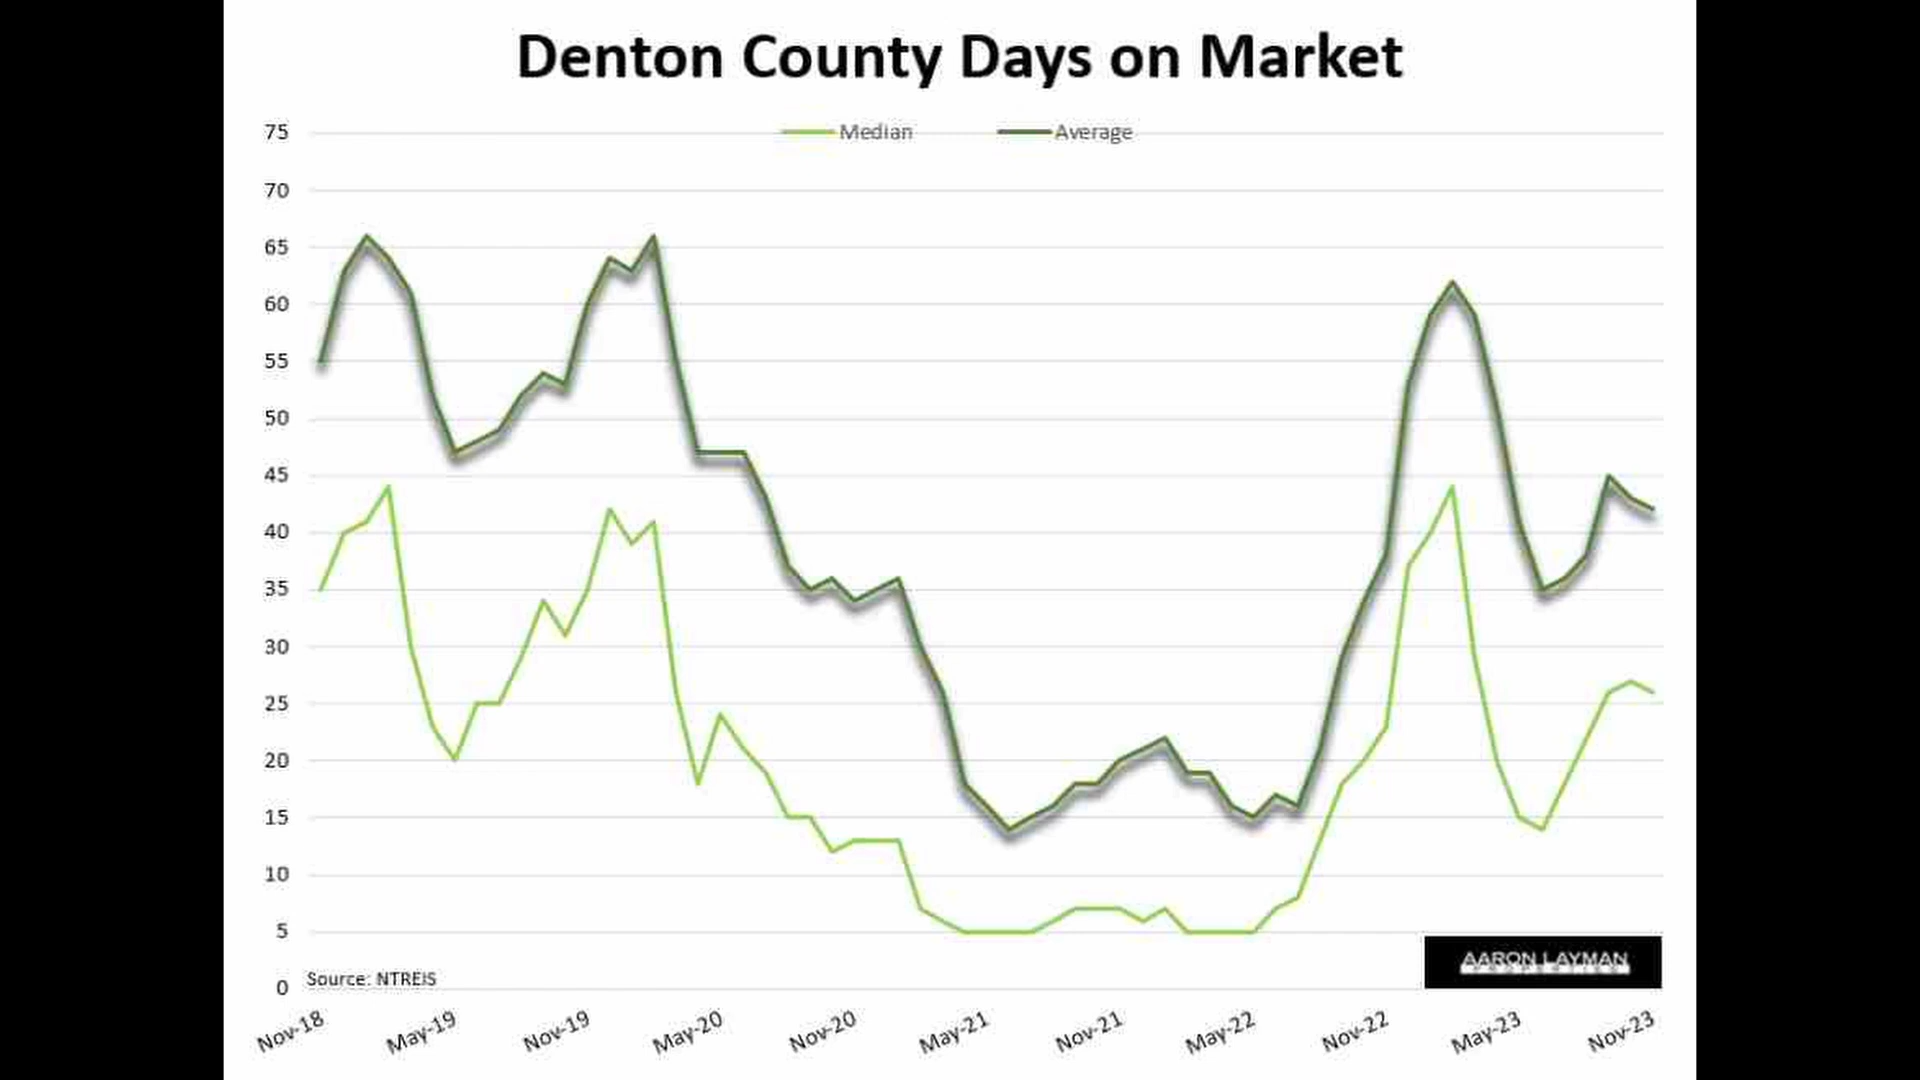 Denton County Days on Market
Median Average
75
70
65
60
55
50
45
40
35
30
25
20
15
10
5
0
Source: NTREIS
AARON LAYMAN
PROPERTIES
Nov-18 May-19 Nov-19 May-20 Nov-20 May-21 Nov-21 May-22 Nov-22 May-23 Nov-23